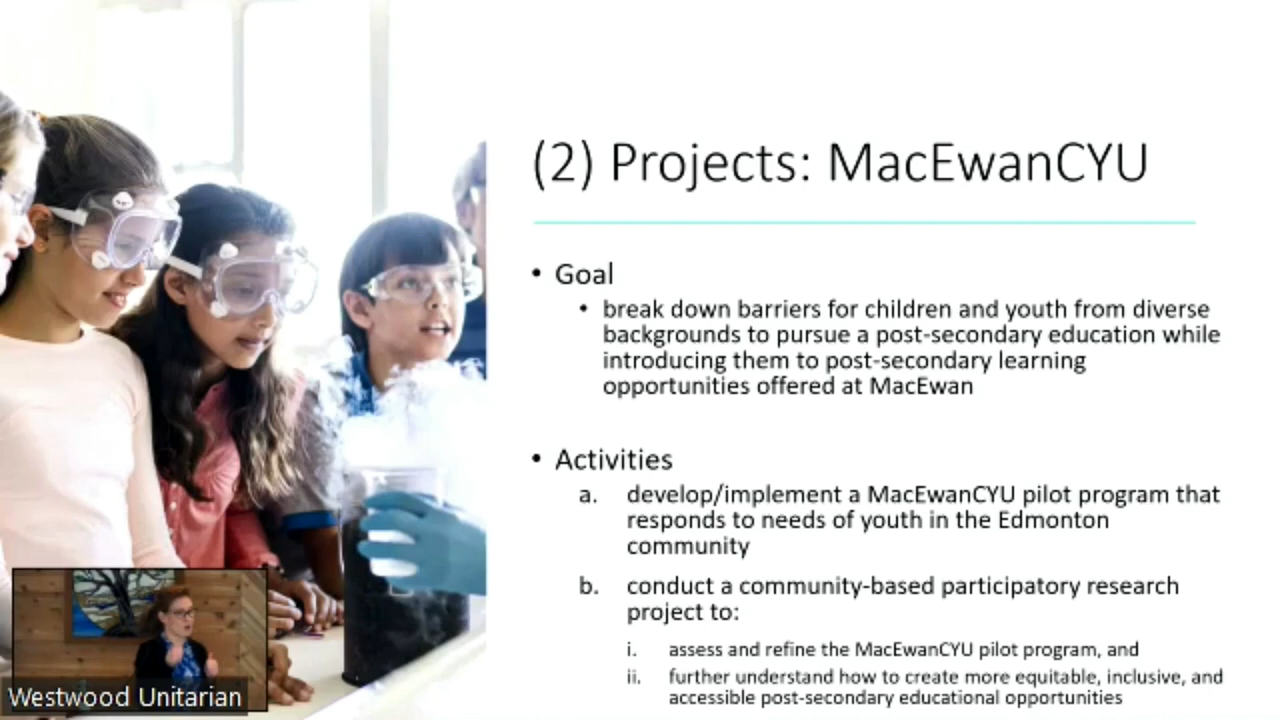 (2) Projects: MacEwanCYU
• Goal
• break down barriers for children and youth from diverse
backgrounds to pursue a post-secondary education while
introducing them to post-secondary learning
opportunities offered at MacEwan
• Activities
a. develop/implement a MacEwanCYU pilot program that
responds to needs of youth in the Edmonton
community
b. conduct a community-based participatory research
project to:
i. assess and refine the MacEwanCYU pilot program, and
ii. further understand how to create more equitable, inclusive, and
accessible post-secondary educational opportunities
Westwood Unitarian